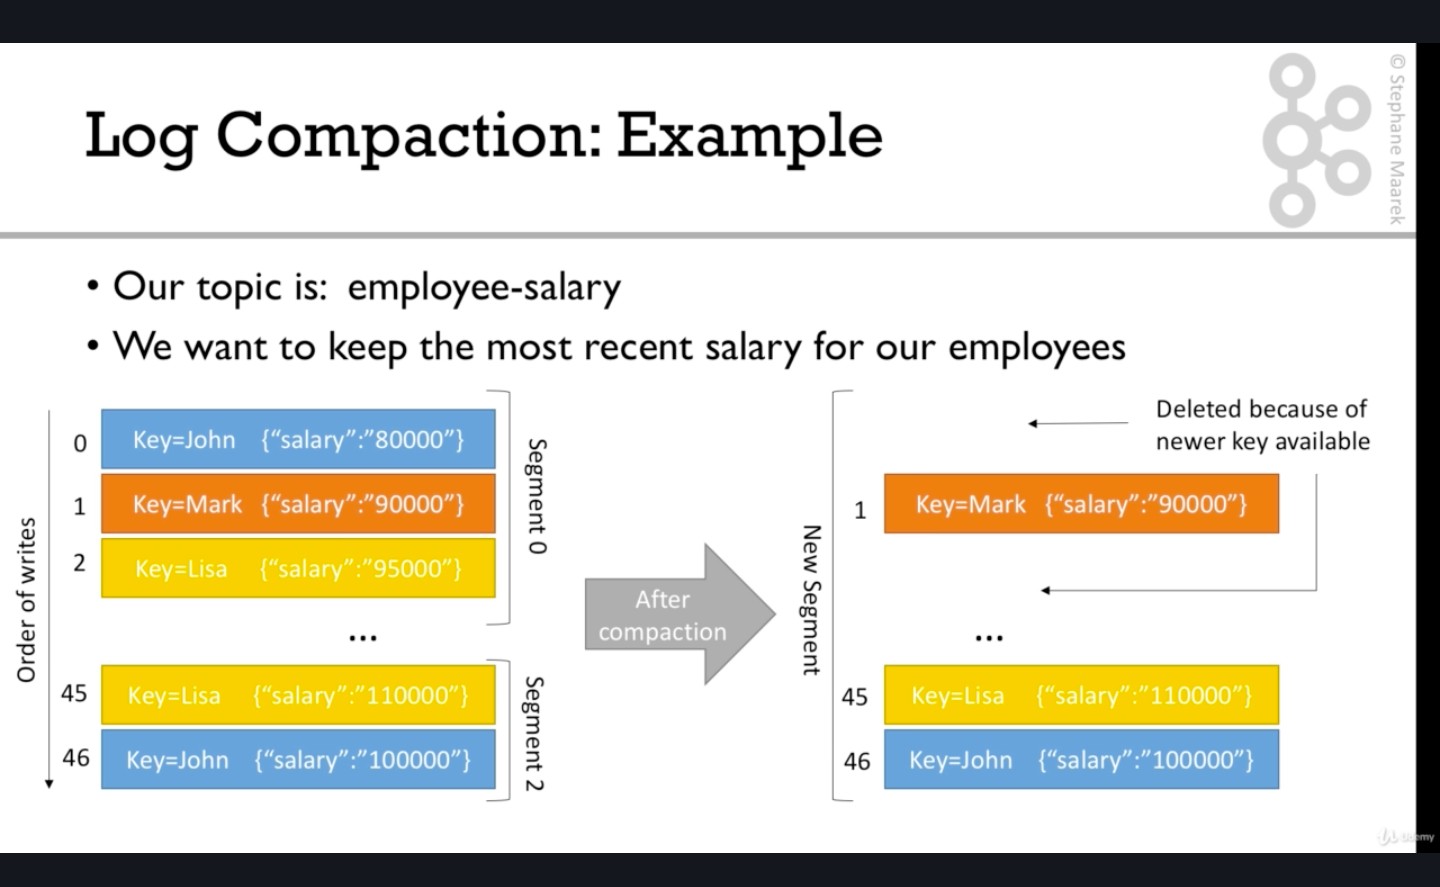 © Stephane Maarek
Log Compaction: Example
• Our topic is: employee-salary
• We want to keep the most recent salary for our employees
Order of writes
0 Key=John {“salary”:”80000”}
1 Key=Mark {“salary”:”90000”}
2 Key=Lisa {“salary”:”95000”}
Segment 0
...
45 Key=Lisa {“salary”:”110000”}
46 Key=John {“salary”:”100000”}
Segment 2
After
compaction
New Segment
Deleted because of
newer key available
1 Key=Mark {“salary”:”90000”}
...
45 Key=Lisa {“salary”:”110000”}
46 Key=John {“salary”:”100000”}
Udemy